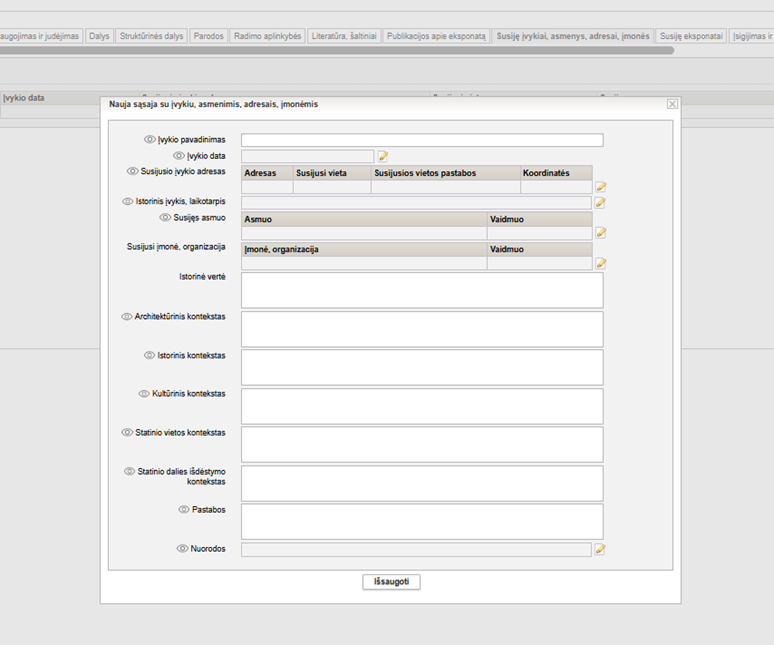 augojimas ir judėjimas Dalys Struktūrinės dalys Parodos Radimo aplinkybės Literatūra, šaltiniai Publikacijos apie eksponatą Susiję įvykiai, asmenys, adresai, įmonės Susiję eksponatai Įsigijimas ir
Įvykio data
Nauja sąsaja su įvykiu, asmenimis, adresais, įmonėmis
Įvykio pavadinimas
Įvykio data
Susijusio įvykio adresas Adresas Susijusi vieta Susijusios vietos pastabos Koordinatės
Istorinis įvykis, laikotarpis
Susijęs asmuo Asmuo Vaidmuo
Susijusi įmonė, organizacija Įmonė, organizacija Vaidmuo
Istorinė vertė
Architektūrinis kontekstas
Istorinis kontekstas
Kultūrinis kontekstas
Statinio vietos kontekstas
Statinio dalies išdėstymo
kontekstas
Pastabos
Nuorodos
Išsaugoti